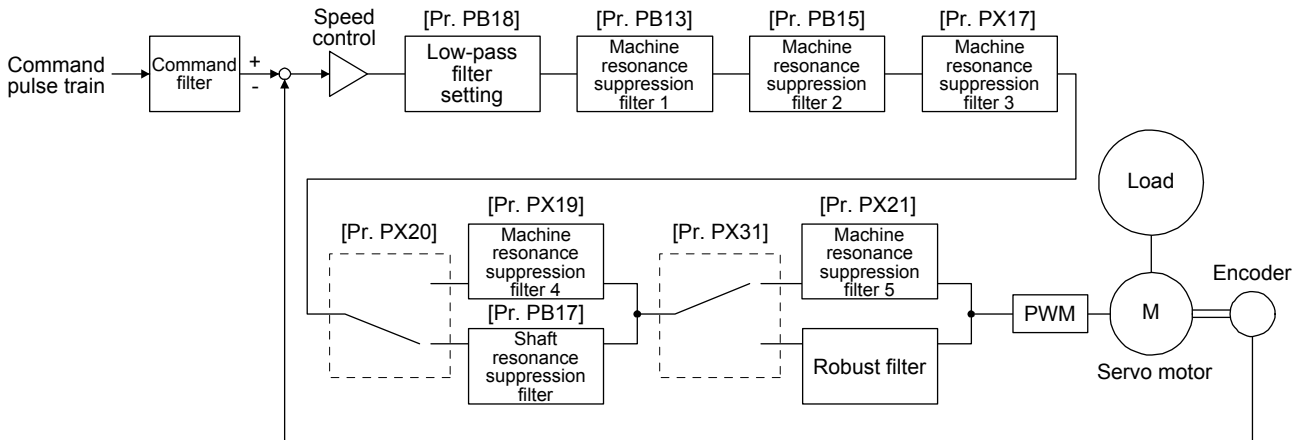 Speed
control
[Pr. PB18]
[Pr. PB13]
[Pr. PB15]
[Pr. PX17]
Command
pulse train
Command
filter
+
-
Low-pass
filter
setting
Machine
resonance
suppression
filter 1
Machine
resonance
suppression
filter 2
Machine
resonance
suppression
filter 3
Load
[Pr. PX20]
[Pr. PX19]
Machine
resonance
suppression
filter 4
[Pr. PB17]
Shaft
resonance
suppression
filter
[Pr. PX31]
[Pr. PX21]
Machine
resonance
suppression
filter 5
Robust filter
PWM
M
Servo motor
Encoder